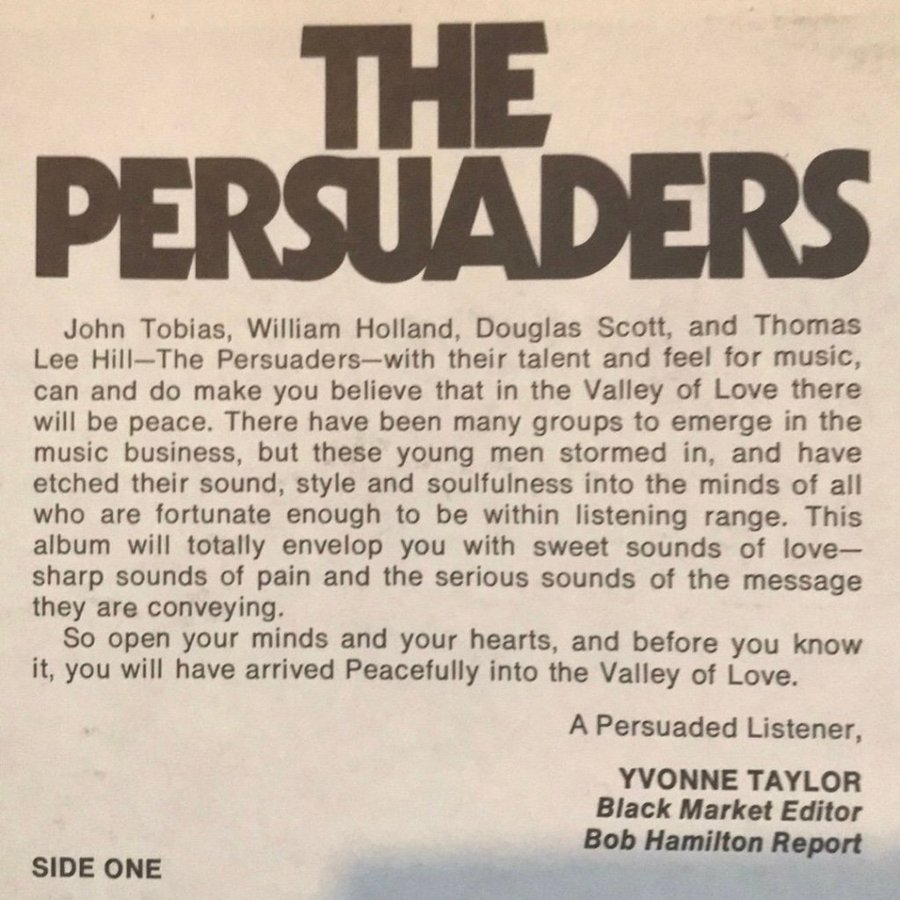 THE
PERSUADERS
John Tobias, William Holland, Douglas Scott, and Thomas
Lee Hill—The Persuaders—with their talent and feel for music,
can and do make you believe that in the Valley of Love there
will be peace. There have been many groups to emerge in the
music business, but these young men stormed in, and have
etched their sound, style and soulfulness into the minds of all
who are fortunate enough to be within listening range. This
album will totally envelop you with sweet sounds of love—
sharp sounds of pain and the serious sounds of the message
they are conveying.
So open your minds and your hearts, and before you know
it, you will have arrived Peacefully into the Valley of Love.
A Persuaded Listener,
YVONNE TAYLOR
Black Market Editor
Bob Hamilton Report
SIDE ONE